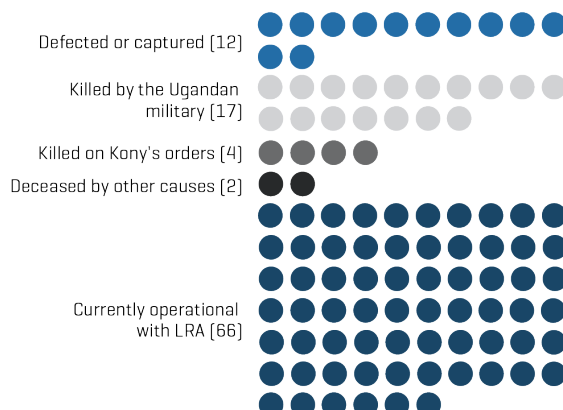 Defected or captured [12]
Killed by the Ugandan
military [17]
Killed on Kony's orders [4]
Deceased by other causes [2]
Currently operational
with LRA [66]